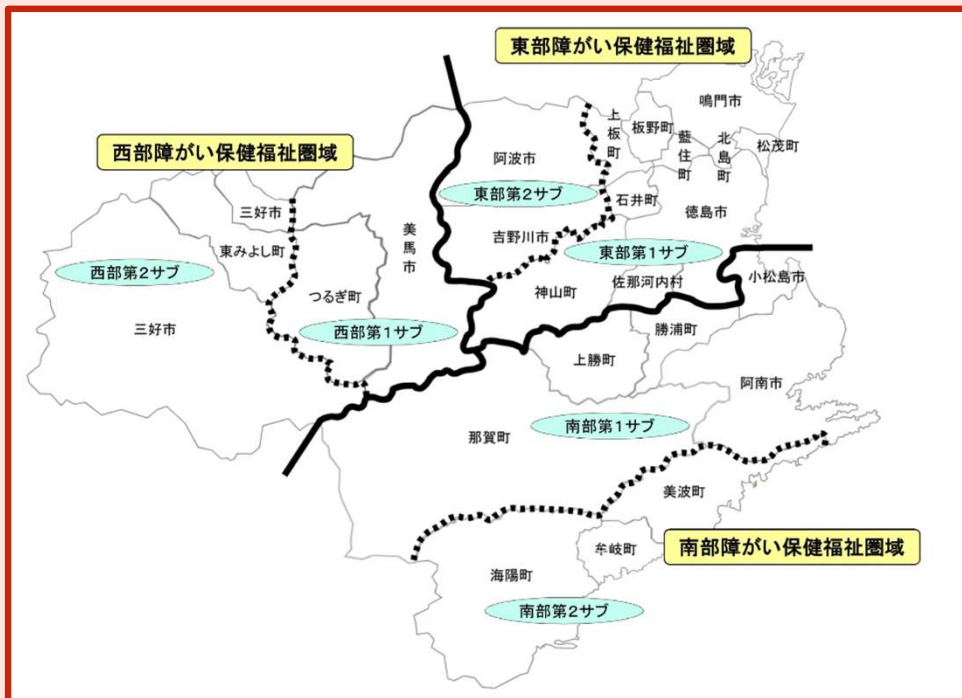 東部障がい保健福祉圏域
鳴門市
上板町
板野町
藍住町
北島町
松茂町
西部障がい保健福祉圏域
阿波市
東部第2サブ
石井町
徳島市
三好市
美馬市
吉野川市
東部第1サブ
東みよし町
西部第2サブ
つるぎ町
神山町
佐那河内村
小松島市
三好市
西部第1サブ
勝浦町
上勝町
阿南市
那賀町
南部第1サブ
美波町
牟岐町
南部障がい保健福祉圏域
海陽町
南部第2サブ